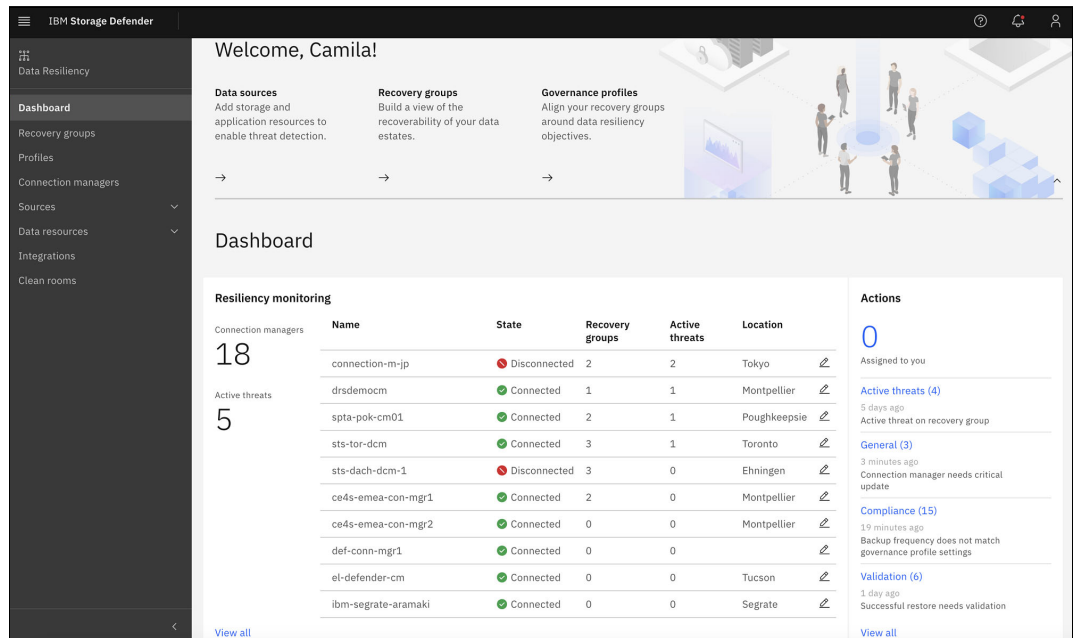 IBM Storage Defender
Data Resiliency
Dashboard
Recovery groups
Profiles
Connection managers
Sources
Data resources
Integrations
Clean rooms
Welcome, Camila!
Data sources
Add storage and
application resources to
enable threat detection.
Recovery groups
Build a view of the
recoverability of your data
estates.
Governance profiles
Align your recovery groups
around data resiliency
objectives.
Dashboard
Resiliency monitoring
Connection managers
18
Active threats
5
Name State Recovery groups Active threats Location
connection-m-jp Disconnected 2 2 Tokyo
drsdemocm Connected 1 1 Montpellier
spta-pok-cm01 Connected 2 1 Poughkeepsie
sts-tor-dcm Connected 3 1 Toronto
sts-dach-dcm-1 Disconnected 3 0 Ehningen
ce4s-emea-con-mgr1 Connected 2 0 Montpellier
ce4s-emea-con-mgr2 Connected 0 0 Montpellier
def-conn-mgr1 Connected 0 0
el-defender-cm Connected 0 0 Tucson
ibm-segrate-aramaki Connected 0 0 Segrate
View all
Actions
0
Assigned to you
Active threats (4)
5 days ago
Active threat on recovery group
General (3)
3 minutes ago
Connection manager needs critical
update
Compliance (15)
19 minutes ago
Backup frequency does not match
governance profile settings
Validation (6)
1 day ago
Successful restore needs validation
View all